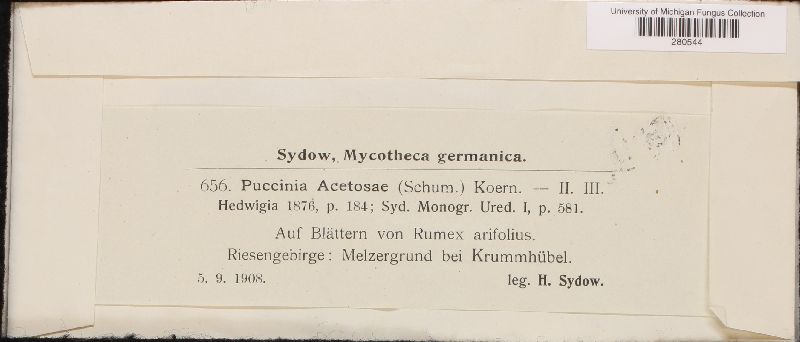 University of Michigan Fungus Collection
280544
Sydow, Mycotheca germanica.
656. Puccinia Acetosae (Schum.) Koern. — II. III.
Hedwigia 1876, p. 184; Syd. Monogr. Ured. I, p. 581.
Auf Blättern von Rumex arifolius.
Riesengebirge: Melzergrund bei Krummhübel.
5. 9. 1908. leg. H. Sydow.